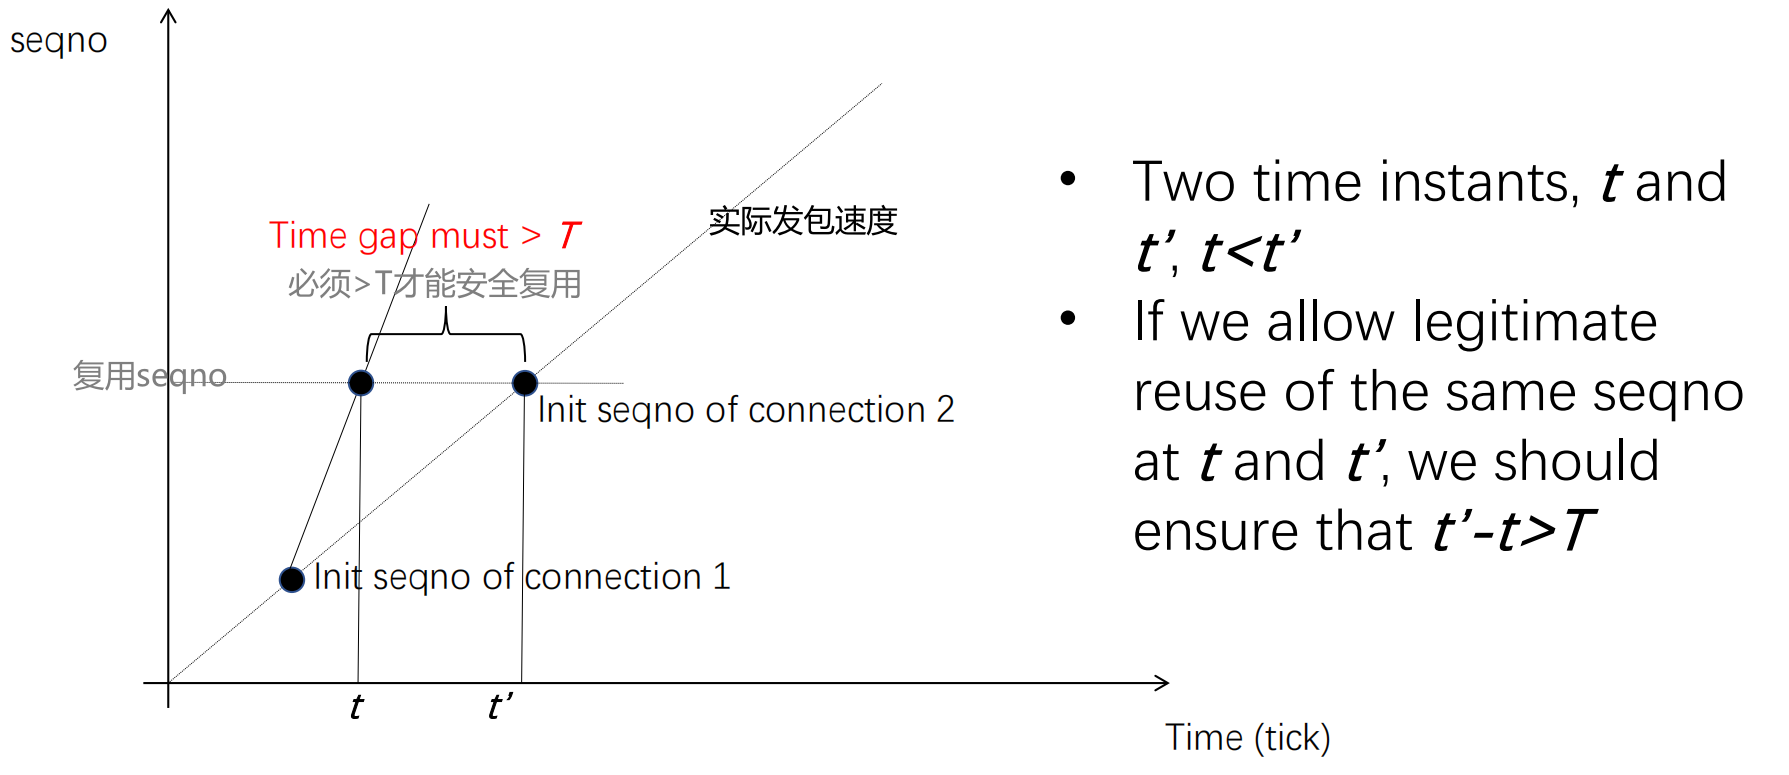 seqno
Time gap must > T
必须>T才能安全复用
实际发包速度
复用seqno
Init seqno of connection 2
Init seqno of connection 1
t
t’
Time (tick)
• Two time instants, t and
t’, t<t’
• If we allow legitimate
reuse of the same seqno
at t and t’, we should
ensure that t’-t>T